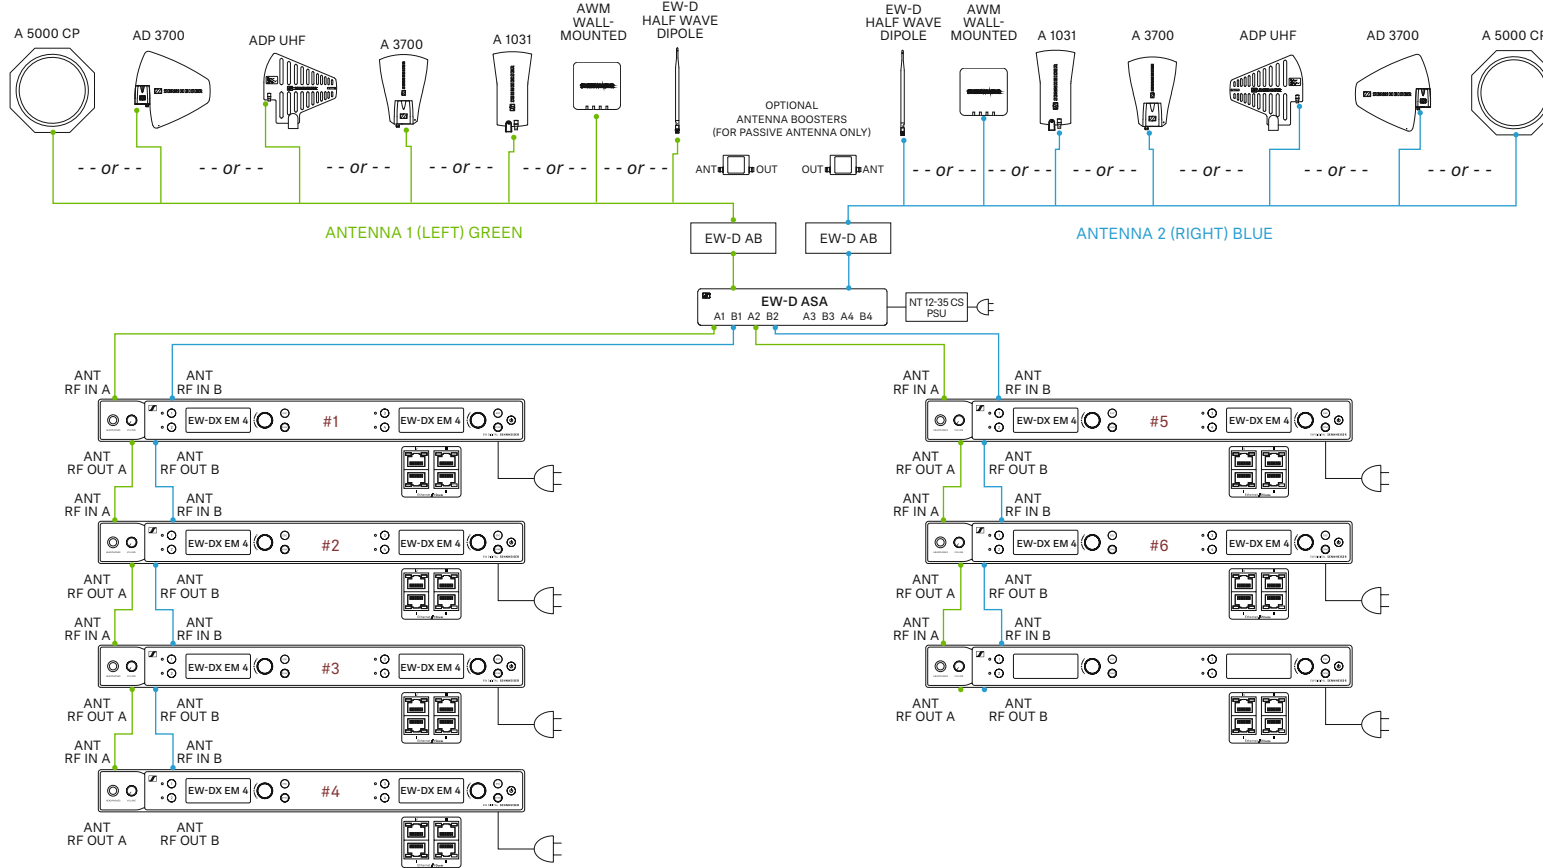 A 5000 CP
AD 3700
ADP UHF
A 3700
A 1031
AWM
WALL-
MOUNTED
EW-D
HALF WAVE
DIPOLE
EW-D
HALF WAVE
DIPOLE
AWM
WALL-
MOUNTED
A 1031
A 3700
ADP UHF
AD 3700
A 5000 CP
OPTIONAL
ANTENNA BOOSTERS
(FOR PASSIVE ANTENNA ONLY)
ANT OUT
OUT ANT
- - or - -
- - or - -
- - or - -
- - or - -
- - or - -
- - or - -
- - or - -
- - or - -
- - or - -
- - or - -
- - or - -
- - or - -
ANTENNA 1 (LEFT) GREEN
EW-D AB
EW-D AB
ANTENNA 2 (RIGHT) BLUE
EW-D ASA
A1 B1 A2 B2 A3 B3 A4 B4
NT 12-35 CS
PSU
ANT
RF IN A
ANT
RF IN B
EW-DX EM 4
#1
EW-DX EM 4
ANT
RF OUT A
ANT
RF OUT B
ANT
RF IN A
ANT
RF IN B
EW-DX EM 4
#2
EW-DX EM 4
ANT
RF OUT A
ANT
RF OUT B
ANT
RF IN A
ANT
RF IN B
EW-DX EM 4
#3
EW-DX EM 4
ANT
RF OUT A
ANT
RF OUT B
ANT
RF IN A
ANT
RF IN B
EW-DX EM 4
#4
EW-DX EM 4
ANT
RF OUT A
ANT
RF OUT B
ANT
RF IN A
ANT
RF IN B
EW-DX EM 4
#5
EW-DX EM 4
ANT
RF OUT A
ANT
RF OUT B
ANT
RF IN A
ANT
RF IN B
EW-DX EM 4
#6
EW-DX EM 4
ANT
RF OUT A
ANT
RF OUT B
ANT
RF IN A
ANT
RF IN B
ANT
RF OUT A
ANT
RF OUT B